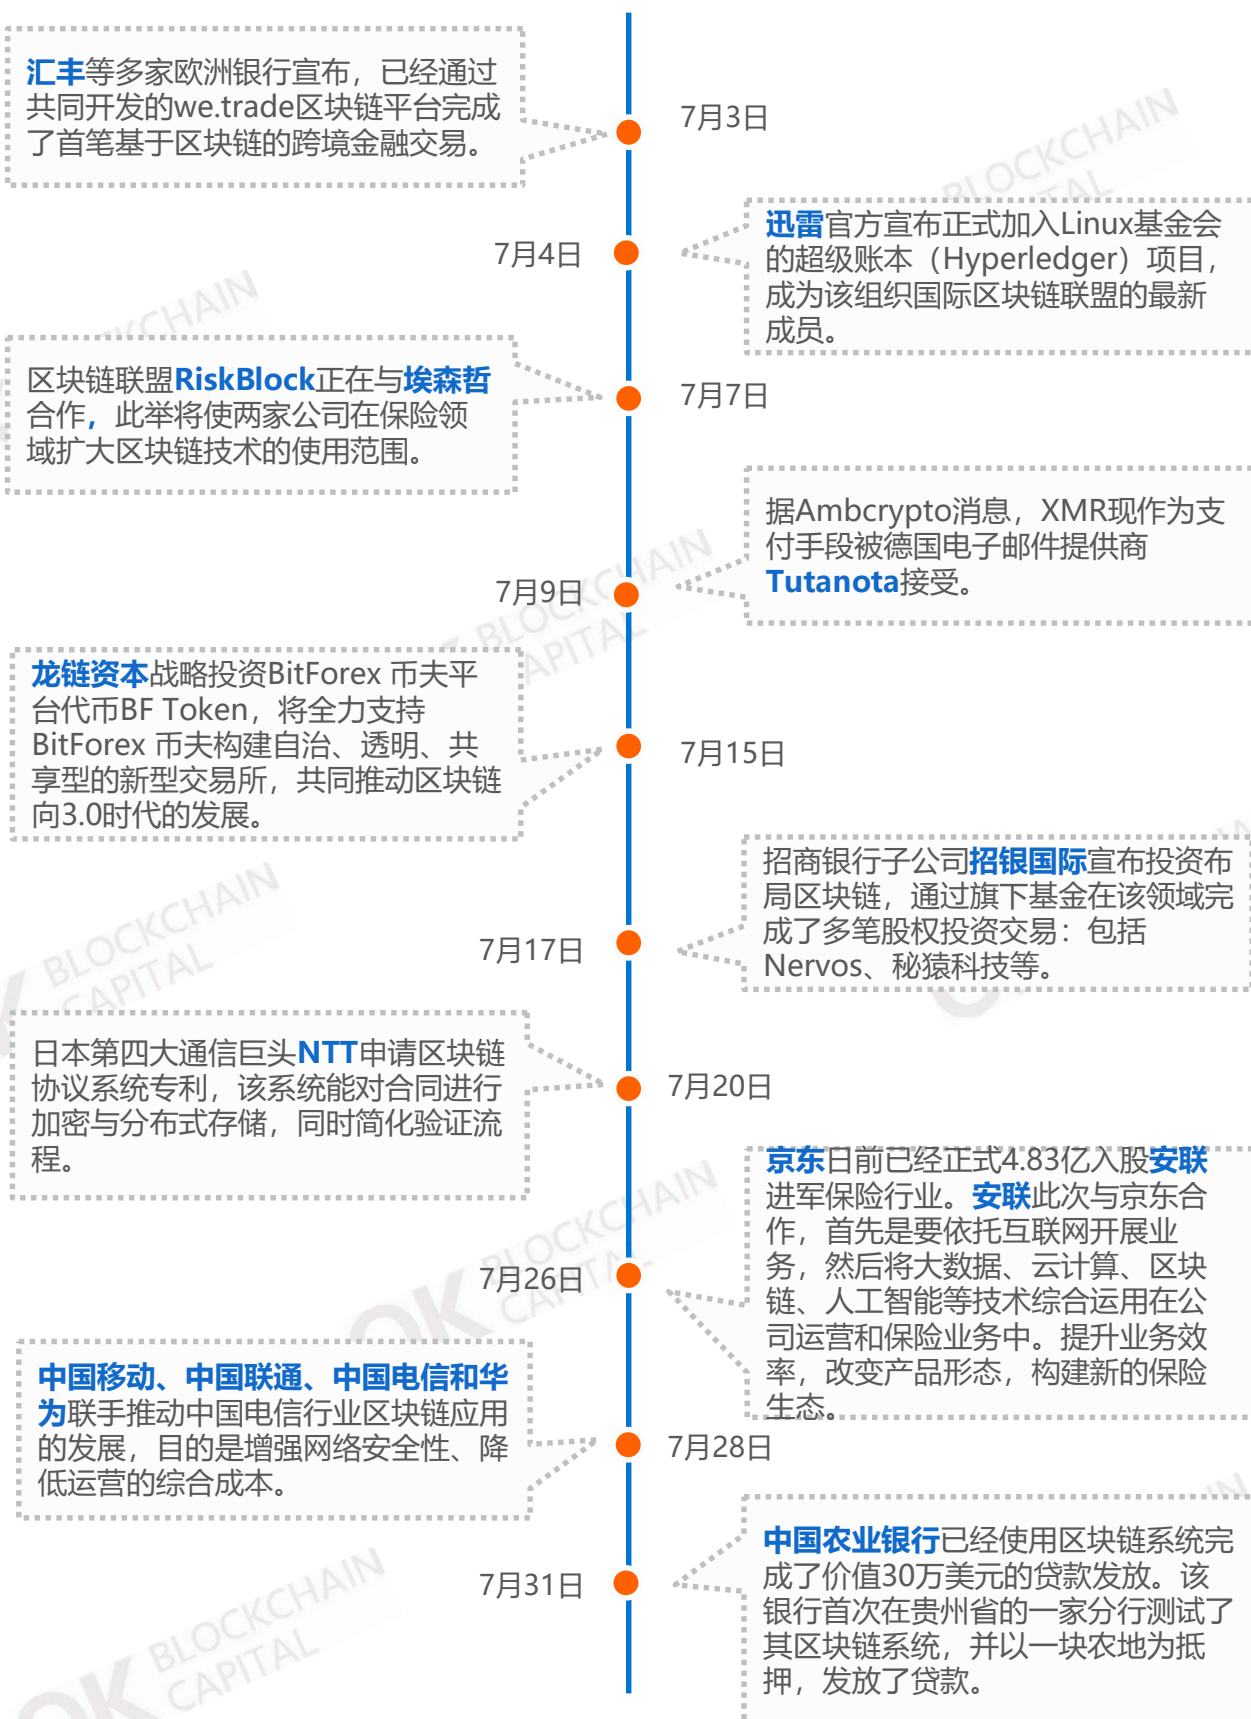 汇丰等多家欧洲银行宣布，已经通过
共同开发的we.trade区块链平台完成
了首笔基于区块链的跨境金融交易。
7月3日
BLOCKCHAIN
7月4日
迅雷官方宣布正式加入Linux基金会
的超级账本（Hyperledger）项目，
成为该组织国际区块链联盟的最新
成员。
区块链联盟RiskBlock正在与埃森哲
合作，此举将使两家公司在保险领
域扩大区块链技术的使用范围。
7月7日
据Ambcrypto消息，XMR现作为支
付手段被德国电子邮件提供商
Tutanota接受。
7月9日
BLOCKCHAIN
龙链资本战略投资BitForex 币夫平
台代币BF Token，将全力支持
BitForex 币夫构建自治、透明、共
享型的新型交易所，共同推动区块链
向3.0时代的发展。
7月15日
招商银行子公司招银国际宣布投资布
局区块链，通过旗下基金在该领域完
成了多笔股权投资交易：包括
Nervos、秘猿科技等。
7月17日
BLOCKCHAIN
CAPITAL
日本第四大通信巨头NTT申请区块链
协议系统专利，该系统能对合同进行
加密与分布式存储，同时简化验证流
程。
7月20日
京东日前已经正式4.83亿入股安联
进军保险行业。安联此次与京东合
作，首先是要依托互联网开展业
务，然后将大数据、云计算、区块
链、人工智能等技术综合运用在公
司运营和保险业务中。提升业务效
率，改变产品形态，构建新的保险
生态。
7月26日
OK BLOCKCHAIN
CAPITAL
中国移动、中国联通、中国电信和华
为联手推动中国电信行业区块链应用
的发展，目的是增强网络安全性、降
低运营的综合成本。
7月28日
中国农业银行已经使用区块链系统完
成了价值30万美元的贷款发放。该
银行首次在贵州省的一家分行测试了
其区块链系统，并以一块农地为抵
押，发放了贷款。
7月31日
OK BLOCKCHAIN
CAPITAL